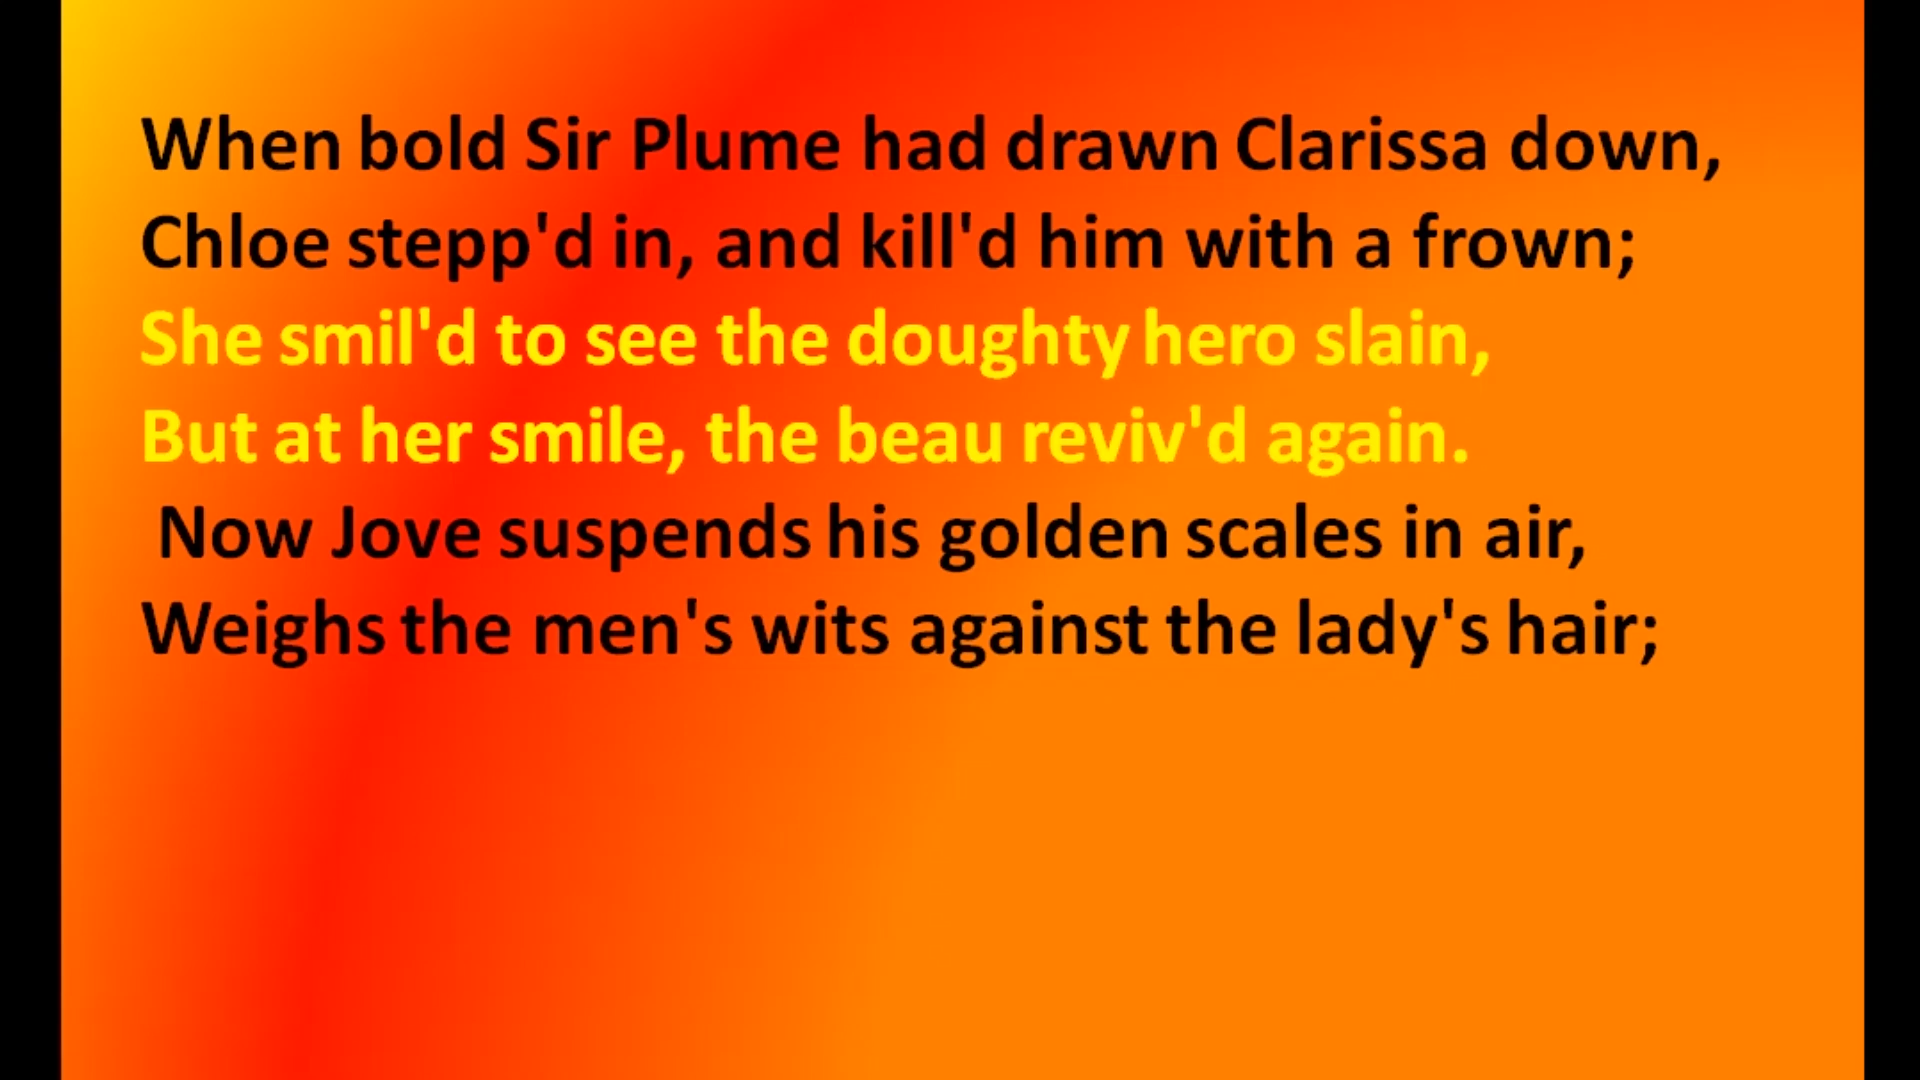 When bold Sir Plume had drawn Clarissa down,
Chloe stepp'd in, and kill'd him with a frown;
She smil'd to see the doughty hero slain,
But at her smile, the beau reviv'd again.
Now Jove suspends his golden scales in air,
Weighs the men's wits against the lady's hair;